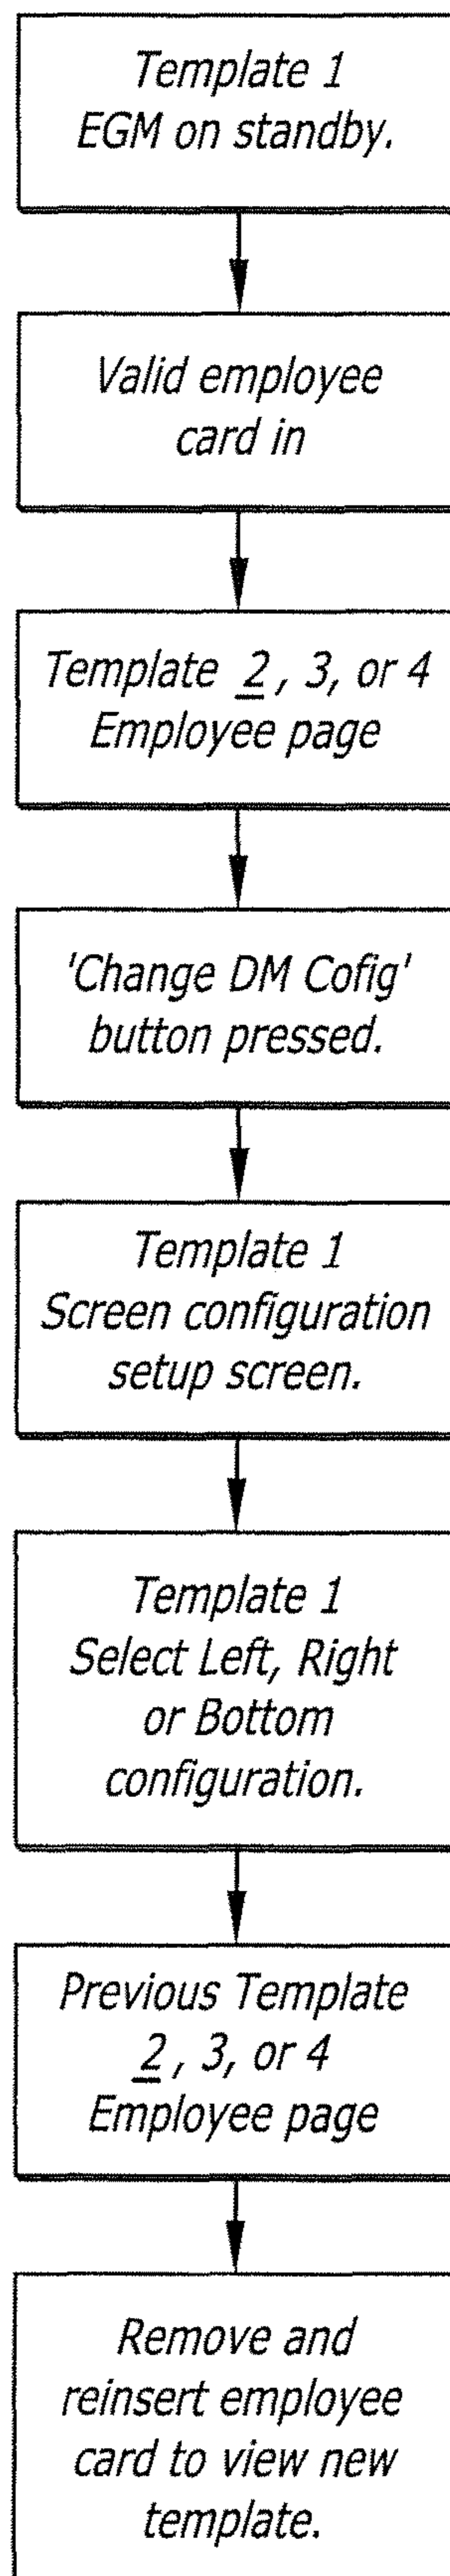 Template 1
EGM on standby.
Valid employee
card in
Template 2, 3, or 4
Employee page
'Change DM Cofig'
button pressed.
Template 1
Screen configuration
setup screen.
Template 1
Select Left, Right
or Bottom
configuration.
Previous Template
2, 3, or 4
Employee page
Remove and
reinsert employee
card to view new
template.